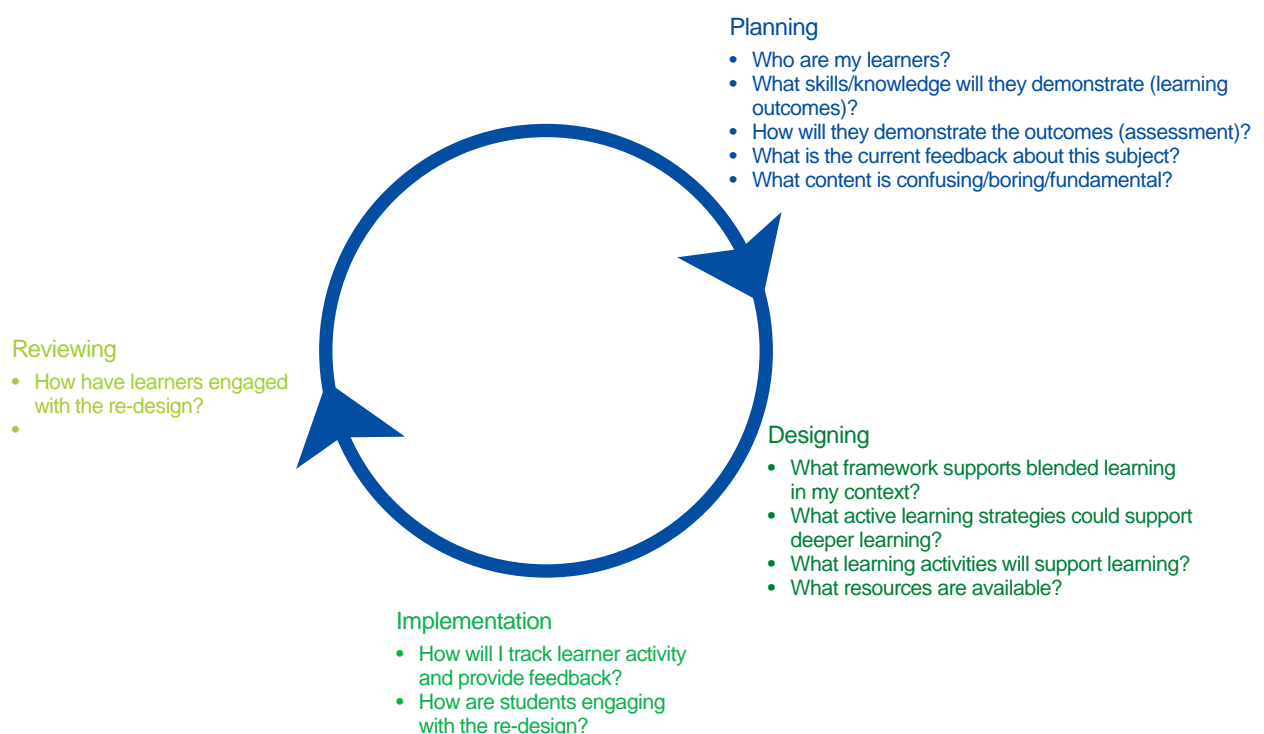 Planning
• Who are my learners?
• What skills/knowledge will they demonstrate (learning
outcomes)?
• How will they demonstrate the outcomes (assessment)?
• What is the current feedback about this subject?
• What content is confusing/boring/fundamental?
Reviewing
• How have learners engaged
with the re-design?
•
Designing
• What framework supports blended learning
in my context?
• What active learning strategies could support
deeper learning?
• What learning activities will support learning?
• What resources are available?
Implementation
• How will I track learner activity
and provide feedback?
• How are students engaging
with the re-design?